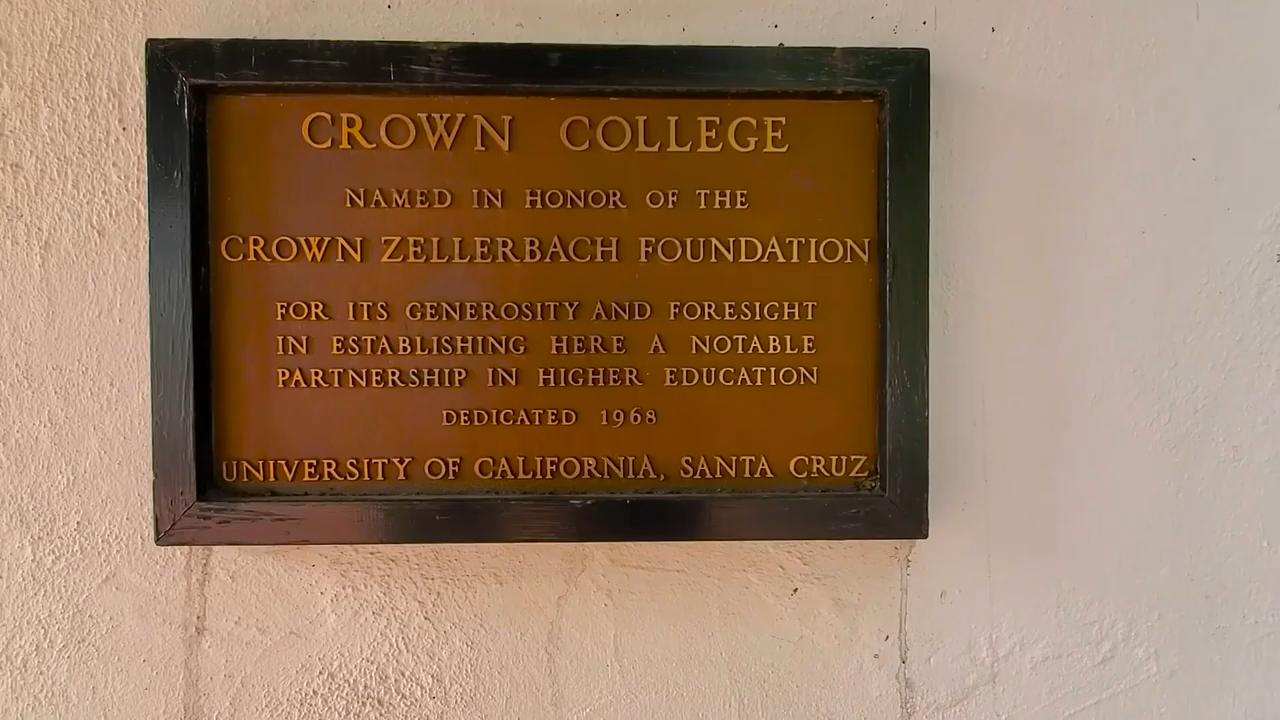 CROWN COLLEGE
NAMED IN HONOR OF THE
CROWN ZELLERBACH FOUNDATION
FOR ITS GENEROSITY AND FORESIGHT
IN ESTABLISHING HERE A NOTABLE
PARTNERSHIP IN HIGHER EDUCATION
DEDICATED 1968
UNIVERSITY OF CALIFORNIA, SANTA CRUZ